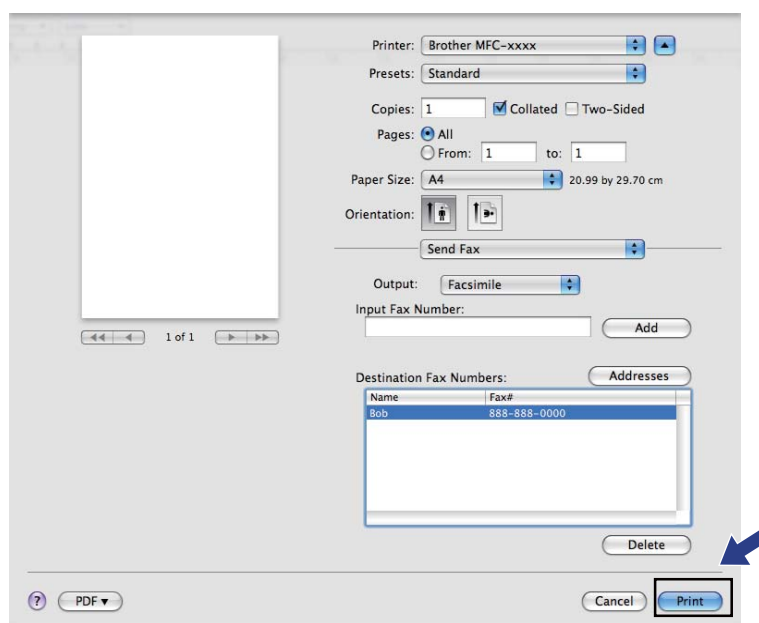 Printer: Brother MFC-xxxx
Presets: Standard
Copies: 1 Collated Two-Sided
Pages: All
From: 1 to: 1
Paper Size: A4 20.99 by 29.70 cm
Orientation:
Send Fax
Output: Facsimile
Input Fax Number:
Add
1 of 1
Destination Fax Numbers: Addresses
Name Fax#
Bob 888-888-0000
Delete
? PDF▼ Cancel Print